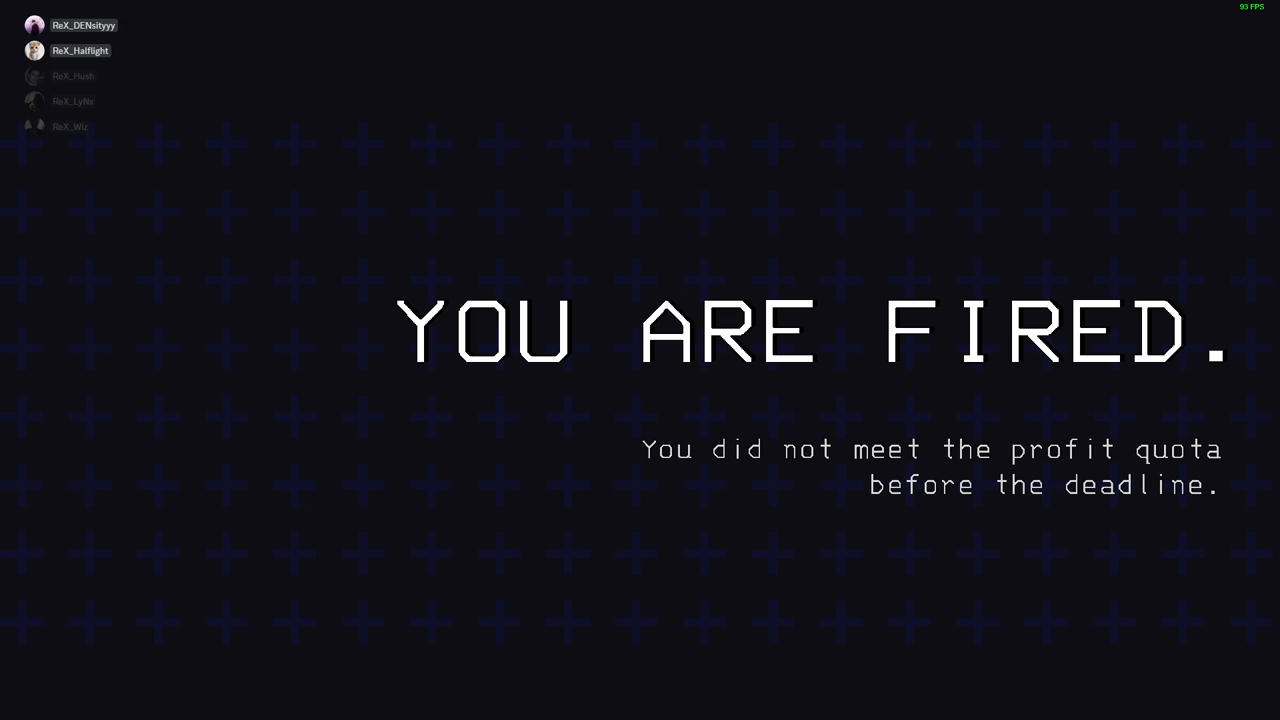 93 FPS
ReX_DENsityyy
ReX_Halflight
ReX_Hush
ReX_LyNx
ReX_Wiz
YOU ARE FIRED.
You did not meet the profit quota
before the deadline.